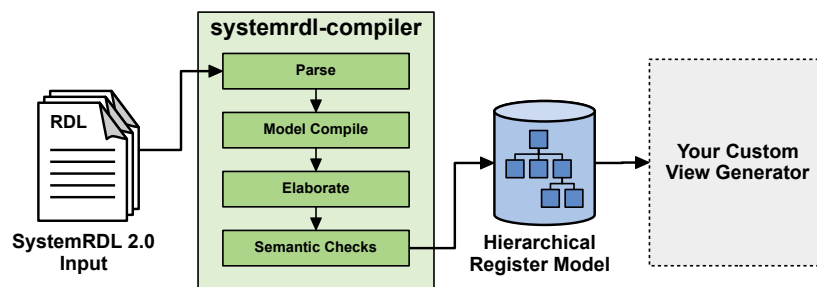 systemrdl-compiler
Parse
Model Compile
Elaborate
Semantic Checks
RDL
SystemRDL 2.0
Input
Hierarchical
Register Model
Your Custom
View Generator